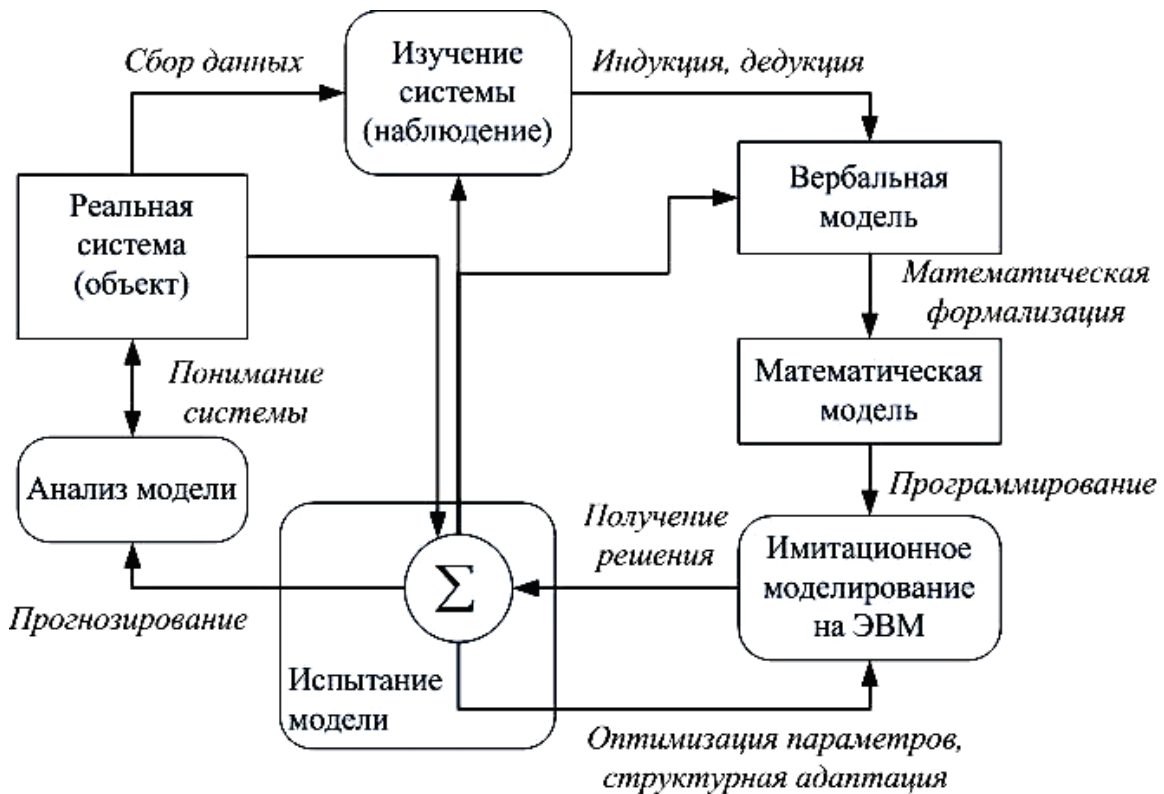 Сбор данных
Изучение
системы
(наблюдение)
Индукция, дедукция
Реальная
система
(объект)
Вербальная
модель
Математическая
формализация
Понимание
системы
Математическая
модель
Анализ модели
Программирование
Получение
решения
Имитационное
моделирование
на ЭВМ
Σ
Прогнозирование
Испытание
модели
Оптимизация параметров,
структурная адаптация